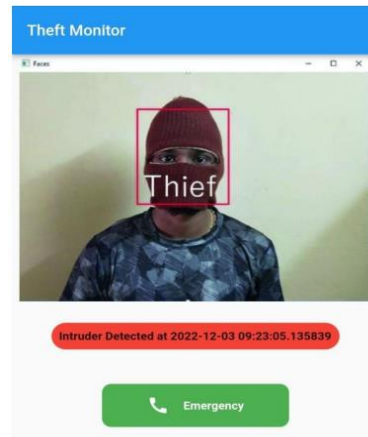 Theft Monitor
Faces
Thief
Intruder Detected at 2022-12-03 09:23:05.135839
Emergency